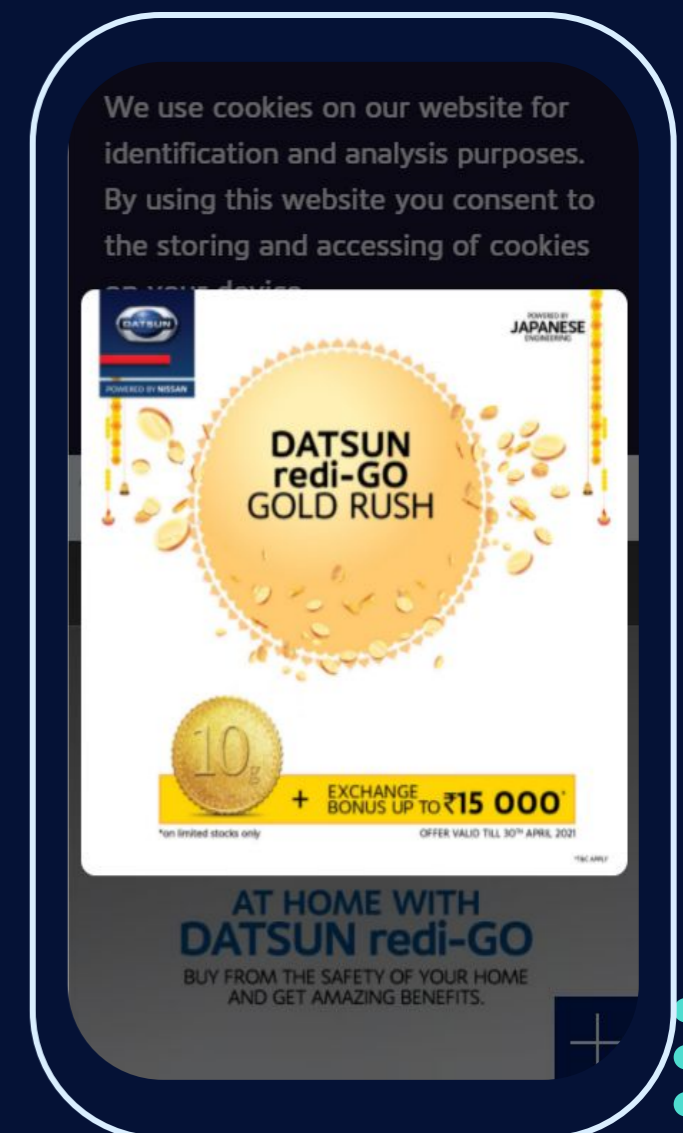 We use cookies on our website for
identification and analysis purposes.
By using this website you consent to
the storing and accessing of cookies
on your device
DATSUN
POWERED BY NISSAN
POWERED BY
JAPANESE
ENGINEERING
DATSUN
redi-GO
GOLD RUSH
10g
+ EXCHANGE
BONUS UP TO ₹15 000*
*on limited stocks only
OFFER VALID TILL 30TH APRIL 2021
*T&C APPLY
AT HOME WITH
DATSUN redi-GO
BUY FROM THE SAFETY OF YOUR HOME
AND GET AMAZING BENEFITS.